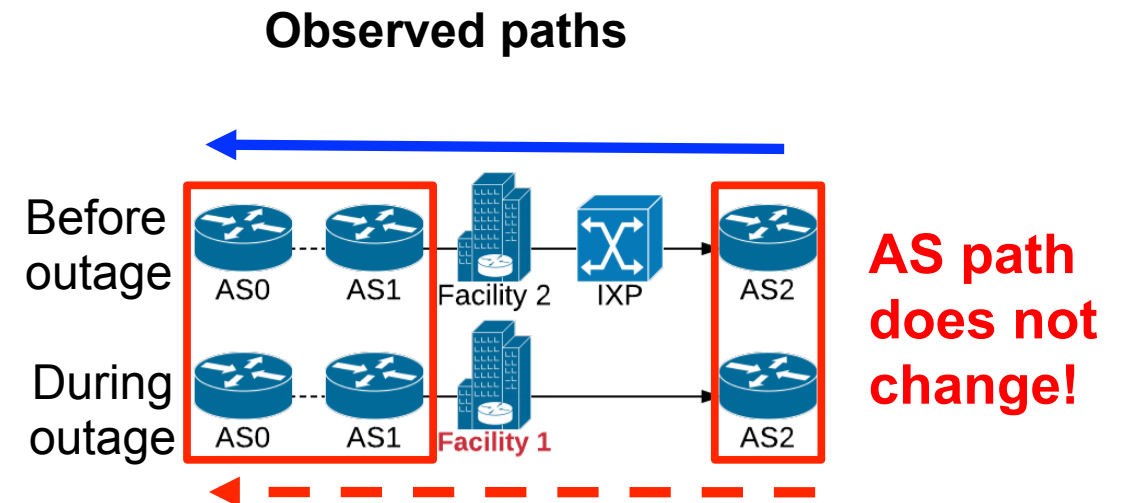 Observed paths
Before
outage
AS0
AS1
Facility 2
IXP
AS2
AS path
does not
change!
During
outage
AS0
AS1
Facility 1
AS2